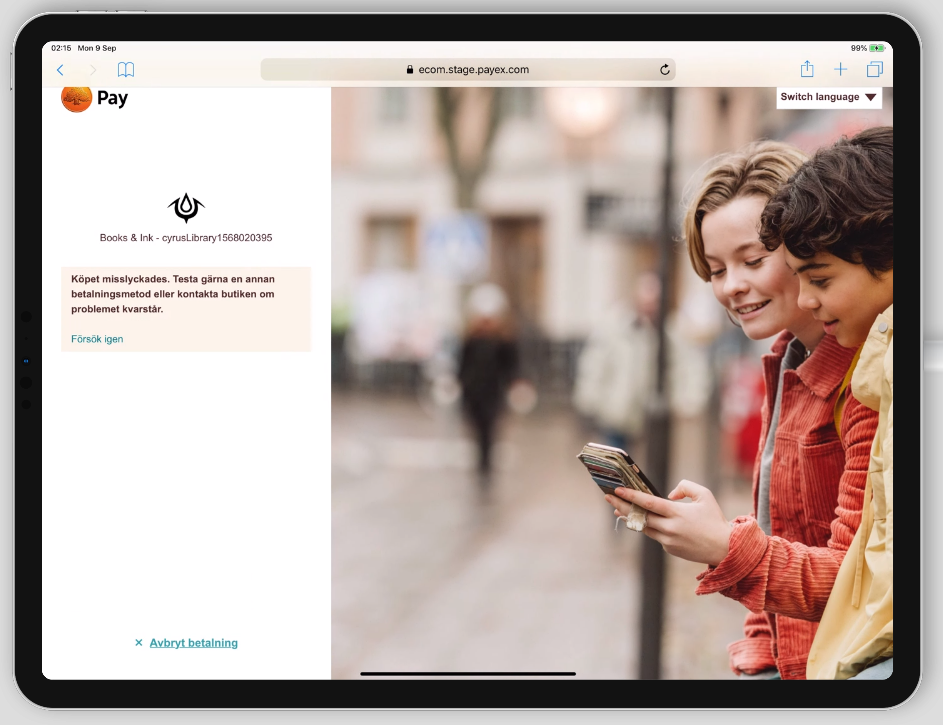 02:15 Mon 9 Sep
99%
ecom.stage.payex.com
Pay
Switch language
Books & Ink - cyrusLibrary1568020395
Köpet misslyckades. Testa gärna en annan
betalningsmetod eller kontakta butiken om
problemet kvarstår.
Försök igen
× Avbryt betalning